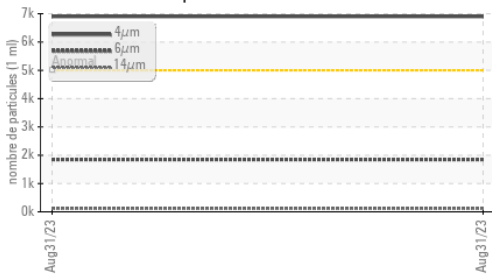 7k
6k
5k
4k
3k
2k
1k
0k
nombre de particules (1 ml)
4µm
6µm
14µm
Anormal
Aug31/23
Aug31/23